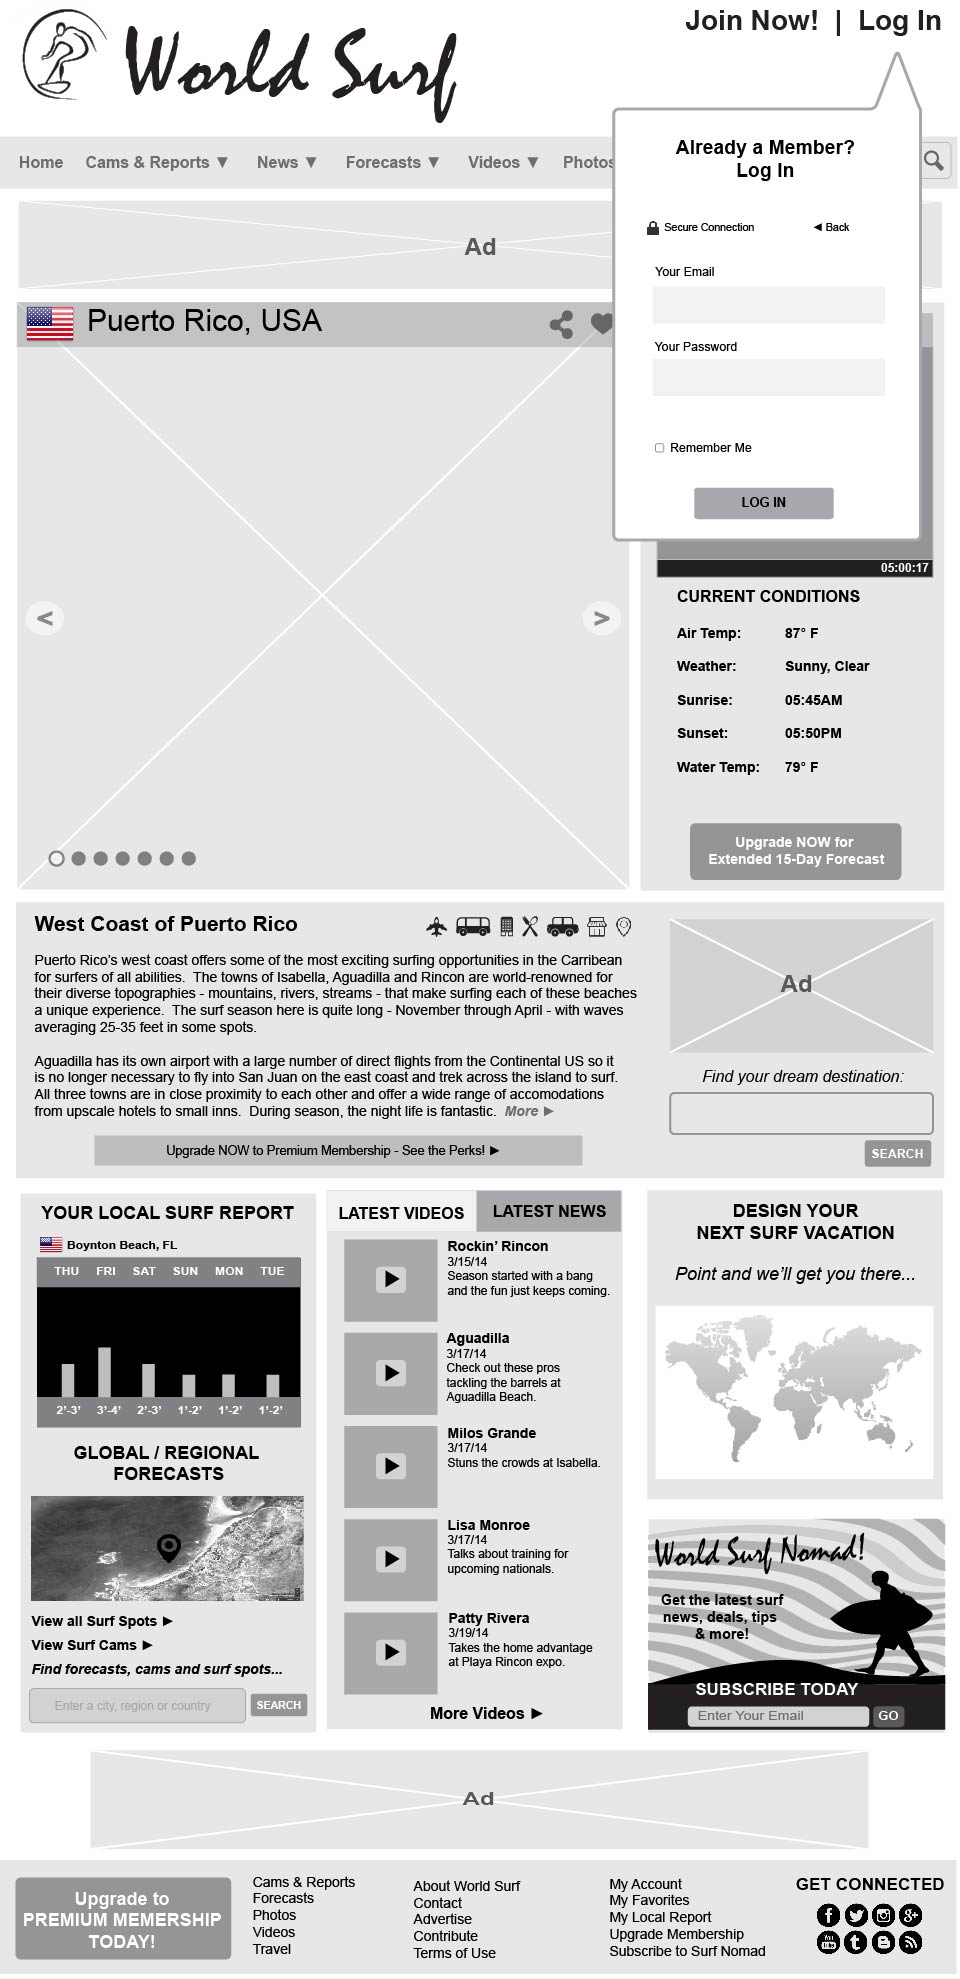 World Surf
Join Now! | Log In
Home Cams & Reports ▼ News ▼ Forecasts ▼ Videos ▼ Photos
Already a Member?
Log In
Secure Connection ◄ Back
Your Email
Your Password
Remember Me
LOG IN
Ad
Puerto Rico, USA
< >
05:00:17
CURRENT CONDITIONS
Air Temp: 87° F
Weather: Sunny, Clear
Sunrise: 05:45AM
Sunset: 05:50PM
Water Temp: 79° F
Upgrade NOW for
Extended 15-Day Forecast
West Coast of Puerto Rico
Puerto Rico's west coast offers some of the most exciting surfing opportunities in the Carribean
for surfers of all abilities. The towns of Isabella, Aguadilla and Rincon are world-renowned for
their diverse topographies - mountains, rivers, streams - that make surfing each of these beaches
a unique experience. The surf season here is quite long - November through April - with waves
averaging 25-35 feet in some spots.
Aguadilla has its own airport with a large number of direct flights from the Continental US so it
is no longer necessary to fly into San Juan on the east coast and trek across the island to surf.
All three towns are in close proximity to each other and offer a wide range of accomodations
from upscale hotels to small inns. During season, the night life is fantastic. More ►
Upgrade NOW to Premium Membership - See the Perks! ►
Ad
Find your dream destination:
SEARCH
YOUR LOCAL SURF REPORT
Boynton Beach, FL
THU FRI SAT SUN MON TUE
2'-3' 3'-4' 2'-3' 1'-2' 1'-2' 1'-2'
GLOBAL / REGIONAL
FORECASTS
View all Surf Spots ►
View Surf Cams ►
Find forecasts, cams and surf spots...
Enter a city, region or country SEARCH
LATEST VIDEOS LATEST NEWS
Rockin' Rincon
3/15/14
Season started with a bang
and the fun just keeps coming.
Aguadilla
3/17/14
Check out these pros
tackling the barrels at
Aguadilla Beach.
Milos Grande
3/17/14
Stuns the crowds at Isabella.
Lisa Monroe
3/17/14
Talks about training for
upcoming nationals.
Patty Rivera
3/19/14
Takes the home advantage
at Playa Rincon expo.
More Videos ►
DESIGN YOUR
NEXT SURF VACATION
Point and we'll get you there...
World Surf Nomad!
Get the latest surf
news, deals, tips
& more!
SUBSCRIBE TODAY
Enter Your Email GO
Ad
Upgrade to
PREMIUM MEMERSHIP
TODAY!
Cams & Reports
Forecasts
Photos
Videos
Travel
About World Surf
Contact
Advertise
Contribute
Terms of Use
My Account
My Favorites
My Local Report
Upgrade Membership
Subscribe to Surf Nomad
GET CONNECTED
You
Tube